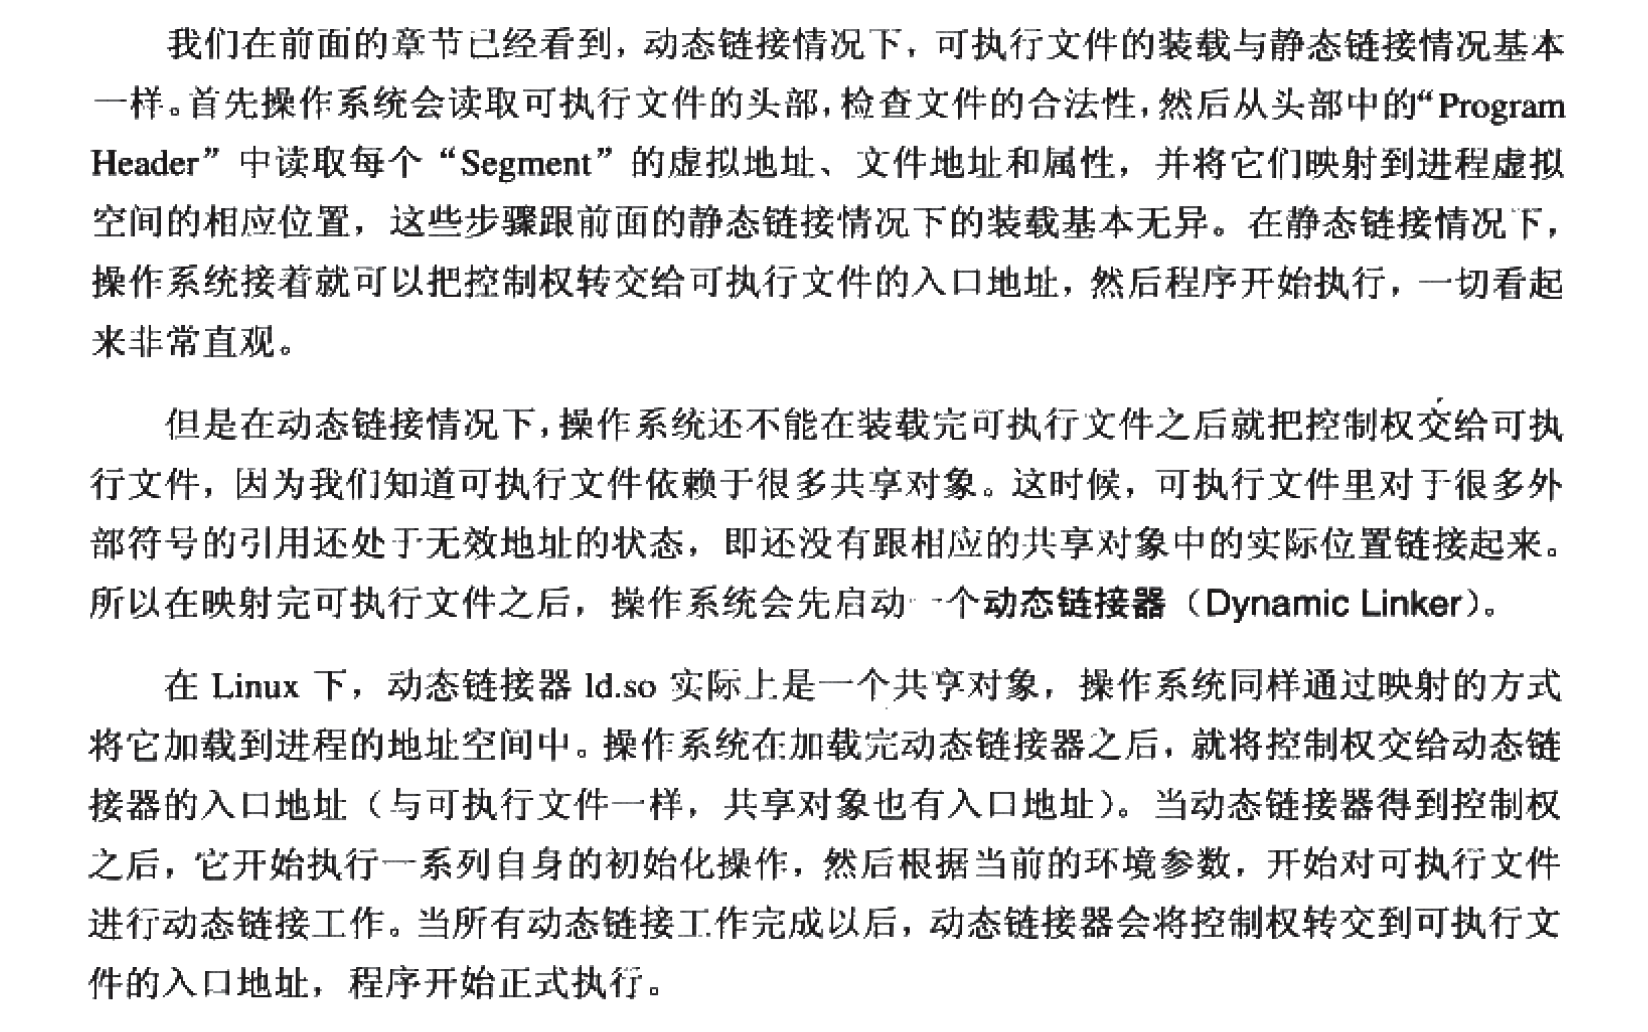 我们在前面的章节已经看到，动态链接情况下，可执行文件的装载与静态链接情况基本
一样。首先操作系统会读取可执行文件的头部，检查文件的合法性，然后从头部中的“Program
Header”中读取每个“Segment”的虚拟地址、文件地址和属性，并将它们映射到进程虚拟
空间的相应位置，这些步骤跟前面的静态链接情况下的装载基本无异。在静态链接情况下，
操作系统接着就可以把控制权转交给可执行文件的入口地址，然后程序开始执行，一切看起
来非常直观。
但是在动态链接情况下，操作系统还不能在装载完可执行文件之后就把控制权交给可执
行文件，因为我们知道可执行文件依赖于很多共享对象。这时候，可执行文件里对于很多外
部符号的引用还处于无效地址的状态，即还没有跟相应的共享对象中的实际位置链接起来。
所以在映射完可执行文件之后，操作系统会先启动一个动态链接器（Dynamic Linker）。
在 Linux 下，动态链接器 ld.so 实际上是一个共享对象，操作系统同样通过映射的方式
将它加载到进程的地址空间中。操作系统在加载完动态链接器之后，就将控制权交给动态链
接器的入口地址（与可执行文件一样，共享对象也有入口地址）。当动态链接器得到控制权
之后，它开始执行一系列自身的初始化操作，然后根据当前的环境参数，开始对可执行文件
进行动态链接工作。当所有动态链接工作完成以后，动态链接器会将控制权转交到可执行文
件的入口地址，程序开始正式执行。